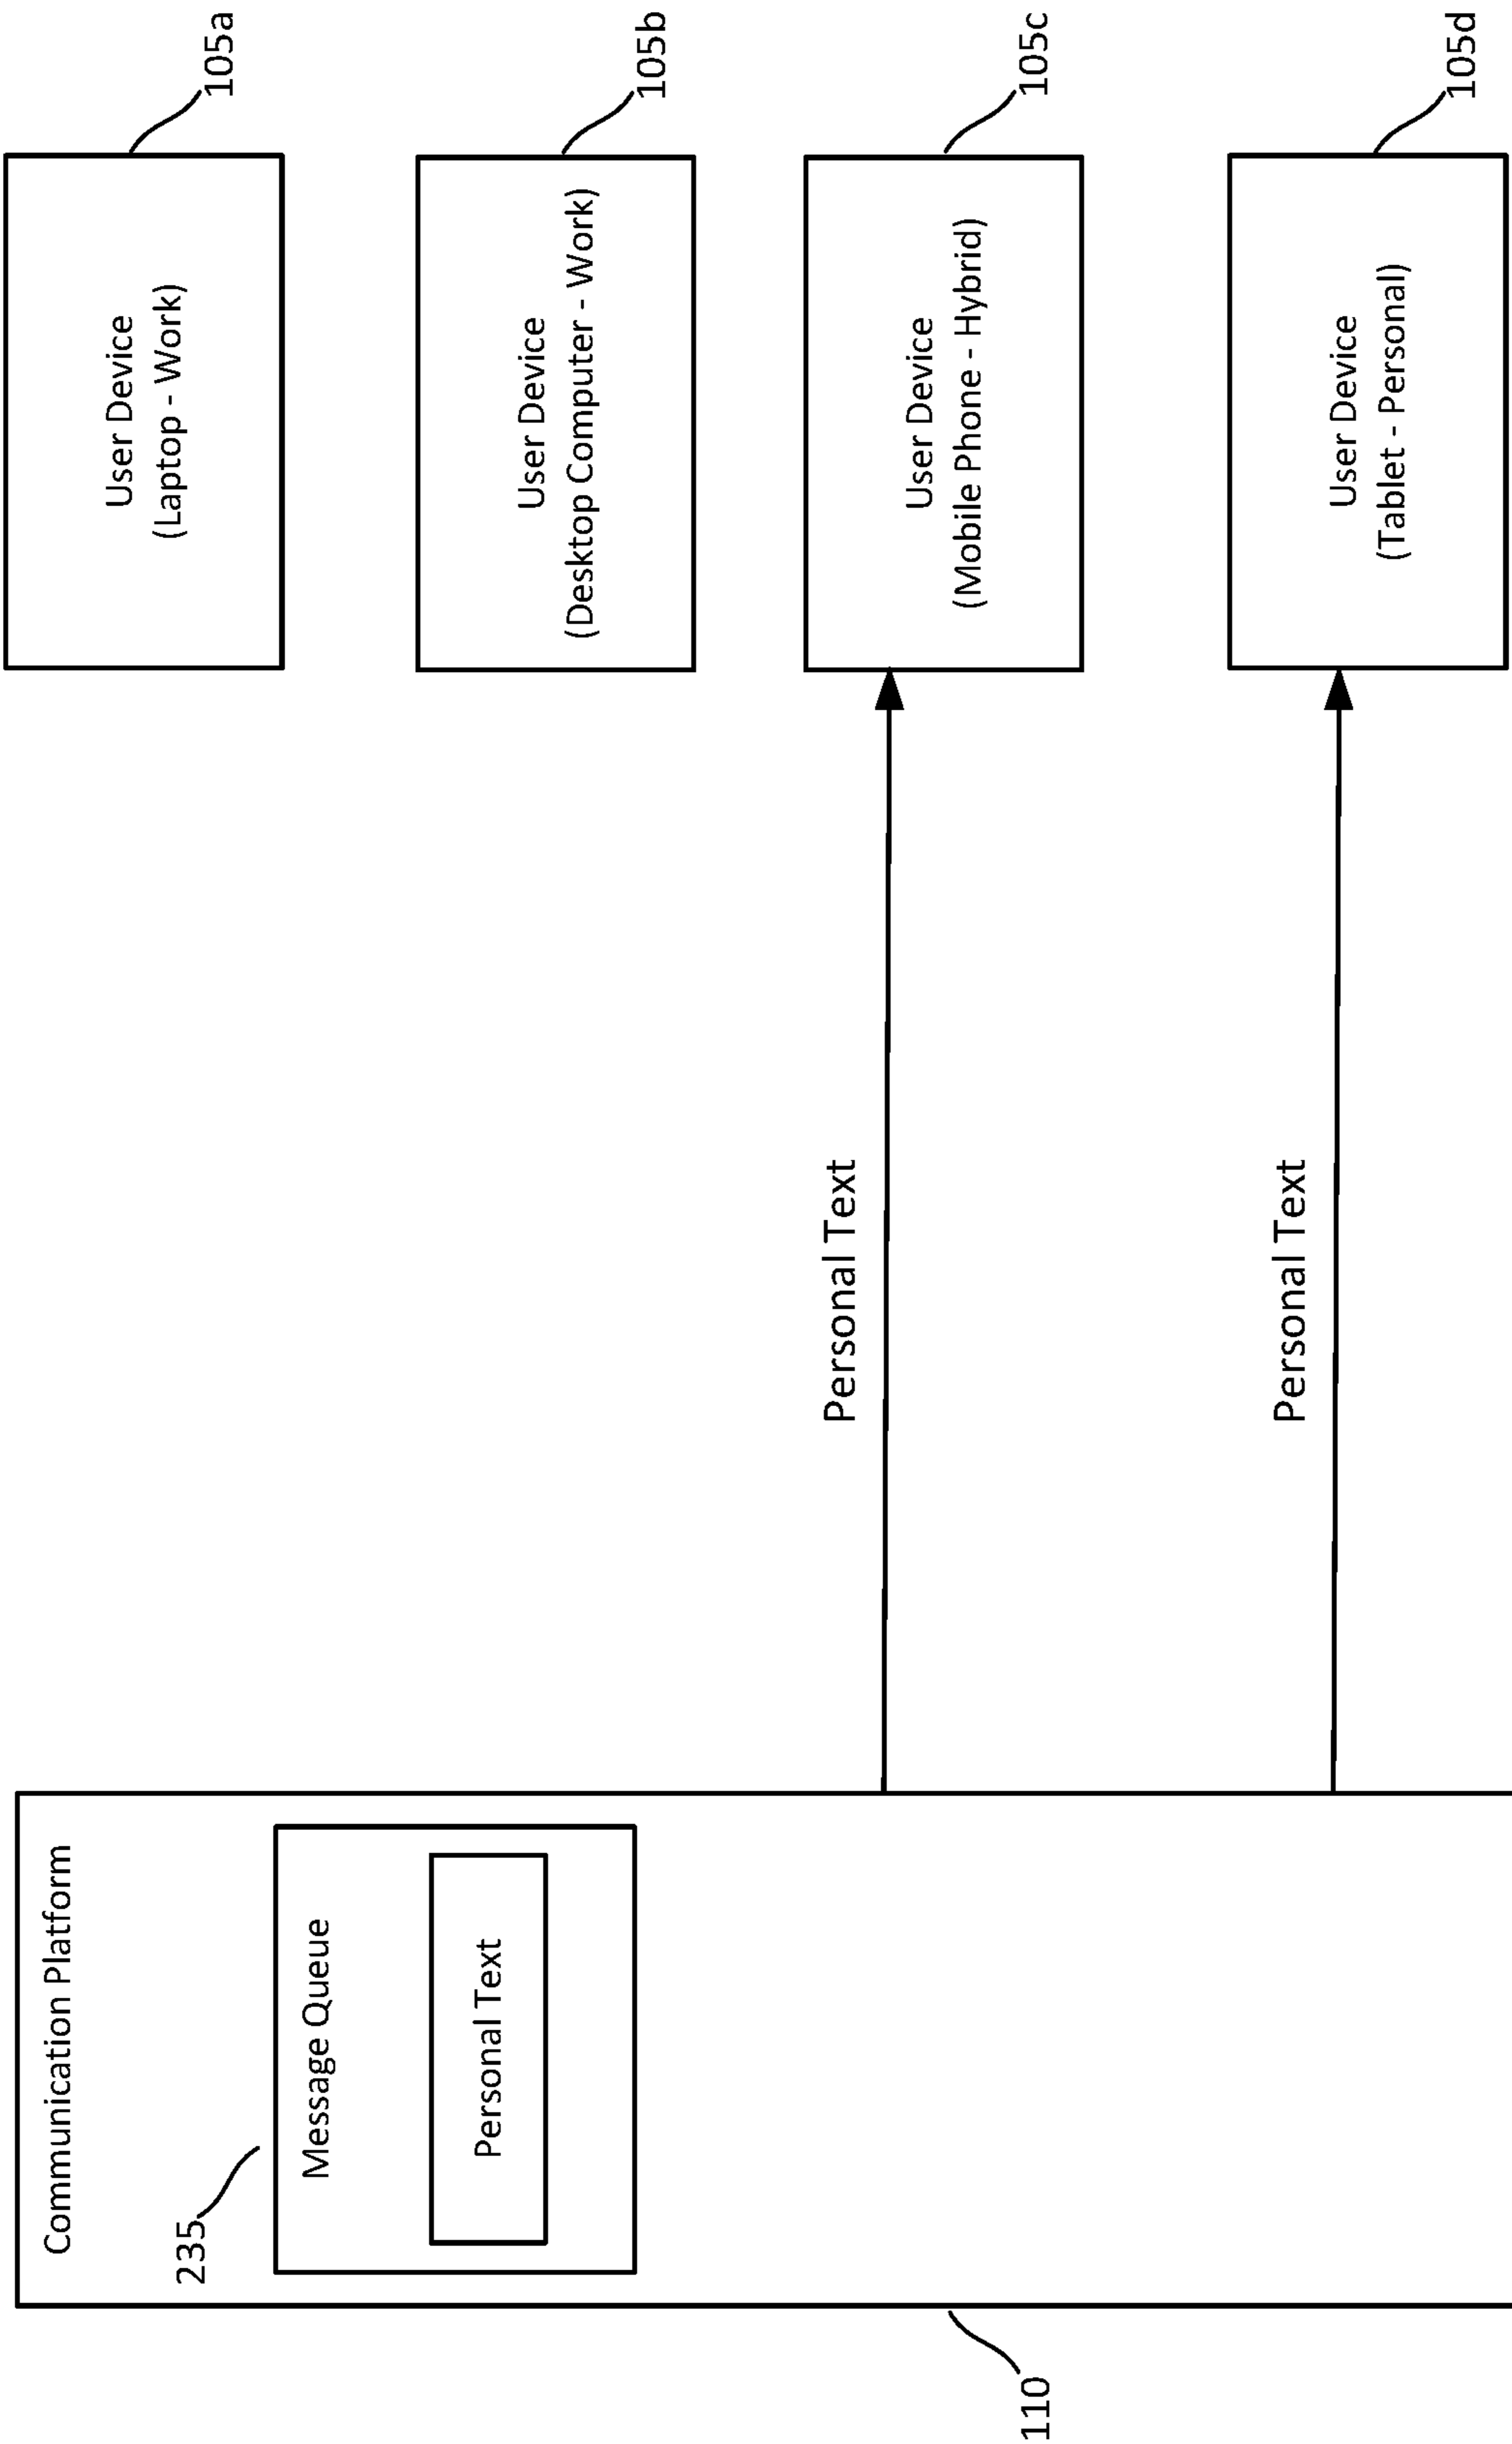 Communication Platform
235
Message Queue
Personal Text
110
Personal Text
Personal Text
User Device
(Laptop - Work)
105a
User Device
(Desktop Computer - Work)
105b
User Device
(Mobile Phone - Hybrid)
105c
User Device
(Tablet - Personal)
105d